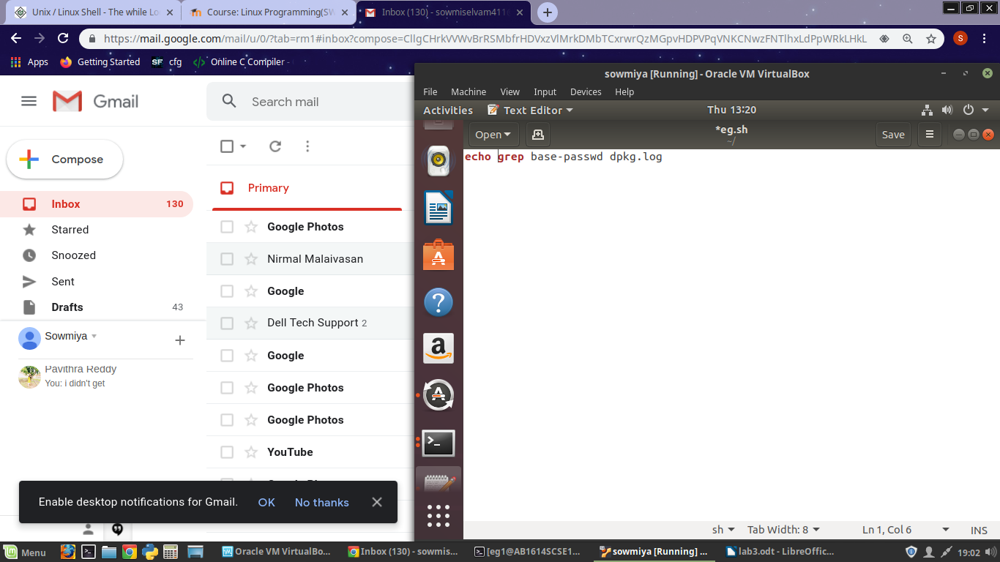 Unix / Linux Shell - The while Lo
Course: Linux Programming(SW
Inbox (130) - sowmiselvam411
https://mail.google.com/mail/u/0/?tab=rm1#inbox?compose=CllgCHrkVVWvBrRSMbfrHDVxzVlMrkDMbTCxrwrQzMGpvHDPVPqVNKCNwzFNTlhxLdPpWRkLHkL
S
Apps
Getting Started
SF cfg
Online C Compiler -
Gmail
Search mail
Compose
Primary
Inbox 130
Starred
Snoozed
Sent
Drafts 43
Sowmiya
Pavithra Reddy
You: i didn't get
Google Photos
Nirmal Malaivasan
Google
Dell Tech Support 2
Google
Google Photos
Google Photos
YouTube
Enable desktop notifications for Gmail. OK No thanks
sowmiya [Running] - Oracle VM VirtualBox
File Machine View Input Devices Help
Activities Text Editor Thu 13:20
Open *eg.sh Save
~/
echo grep base-passwd dpkg.log
sh Tab Width: 8 Ln 1, Col 6 INS
Menu
Oracle VM VirtualBo...
Inbox (130) - sowmis...
[eg1@AB1614SCSE1...
sowmiya [Running] ...
lab3.odt - LibreOffic...
19:02